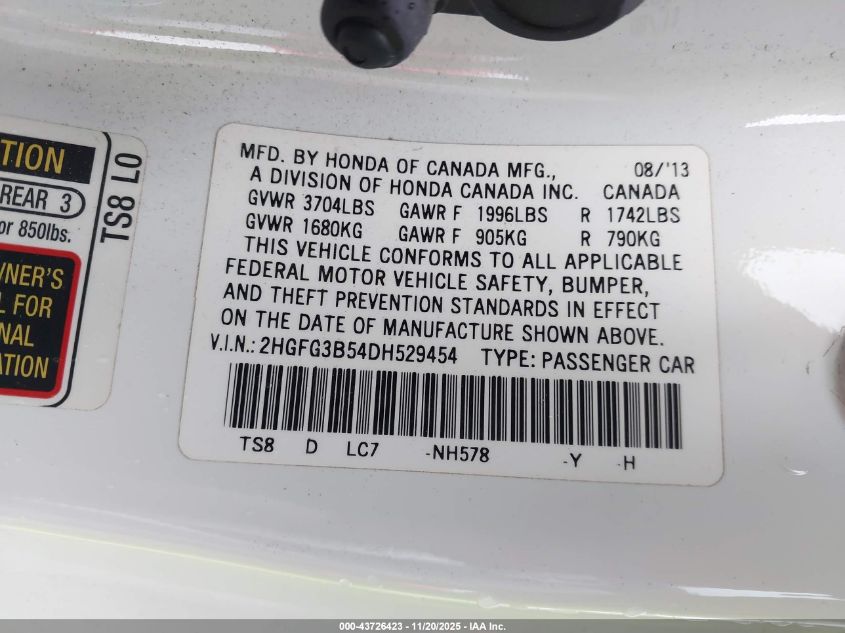 TION
REAR 3
or 850lbs.
TS8 L0
WNER'S
L FOR
NAL
ATION
MFD. BY HONDA OF CANADA MFG., 08/'13
A DIVISION OF HONDA CANADA INC. CANADA
GVWR 3704LBS GAWR F 1996LBS R 1742LBS
GVWR 1680KG GAWR F 905KG R 790KG
THIS VEHICLE CONFORMS TO ALL APPLICABLE
FEDERAL MOTOR VEHICLE SAFETY, BUMPER,
AND THEFT PREVENTION STANDARDS IN EFFECT
ON THE DATE OF MANUFACTURE SHOWN ABOVE.
V.I.N.: 2HGFG3B54DH529454 TYPE: PASSENGER CAR
TS8 D LC7 -NH578 -Y -H
000-43726423 - 11/20/2025 - IAA Inc.